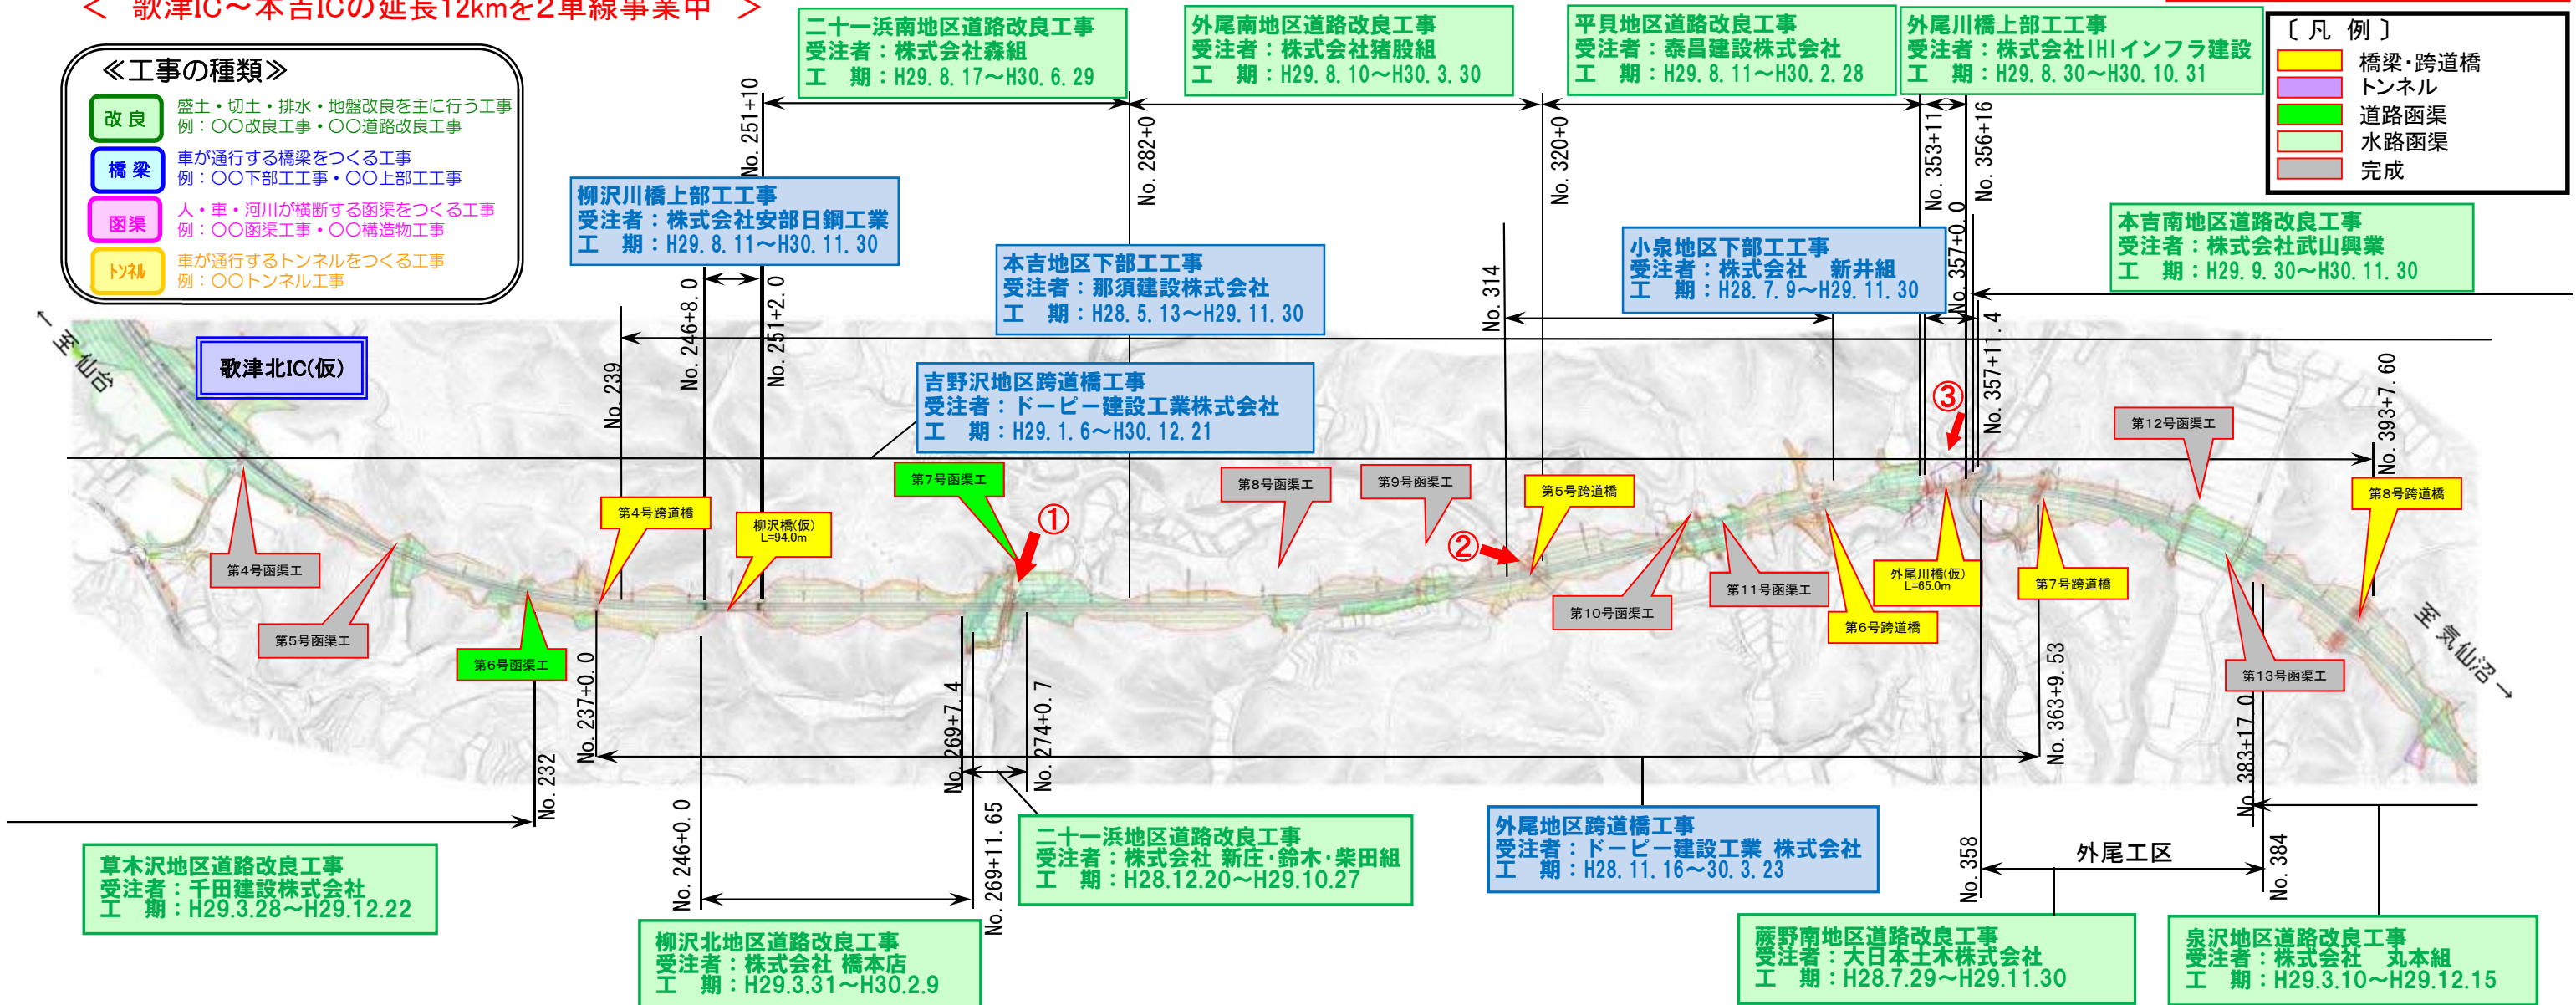 ＜ 歌津IC～本吉ICの延長12kmを2車線事業中 ＞
≪工事の種類≫
改良
盛土・切土・排水・地盤改良を主に行う工事
例：〇〇改良工事・〇〇道路改良工事
橋梁
車が通行する橋梁をつくる工事
例：〇〇下部工工事・〇〇上部工工事
函渠
人・車・河川が横断する函渠をつくる工事
例：〇〇函渠工事・〇〇構造物工事
トンネル
車が通行するトンネルをつくる工事
例：〇〇トンネル工事
二十一浜南地区道路改良工事
受注者：株式会社森組
工　期：H29.8.17～H30.6.29
外尾南地区道路改良工事
受注者：株式会社猪股組
工　期：H29.8.10～H30.3.30
平貝地区道路改良工事
受注者：泰昌建設株式会社
工　期：H29.8.11～H30.2.28
外尾川橋上部工工事
受注者：株式会社IHIインフラ建設
工　期：H29.8.30～H30.10.31
〔 凡 例 〕
橋梁・跨道橋
トンネル
道路函渠
水路函渠
完成
No.251+10
No.282+0
No.320+0
No.353+11
No.356+16
柳沢川橋上部工工事
受注者：株式会社安部日鋼工業
工　期：H29.8.11～H30.11.30
本吉地区下部工工事
受注者：那須建設株式会社
工　期：H28.5.13～H29.11.30
小泉地区下部工工事
受注者：株式会社　新井組
工　期：H28.7.9～H29.11.30
本吉南地区道路改良工事
受注者：株式会社武山興業
工　期：H29.9.30～H30.11.30
No.239
No.246+8.0
No.251+2.0
No.314
No.357+0.0
No.357+11.4
No.393+7.60
←至 仙台
歌津北IC(仮)
吉野沢地区跨道橋工事
受注者：ドーピー建設工業株式会社
工　期：H29.1.6～H30.12.21
③
第12号函渠工
第7号函渠工
第8号函渠工
第9号函渠工
第5号跨道橋
第8号跨道橋
第4号跨道橋
柳沢橋(仮)
L=94.0m
①
②
第4号函渠工
第5号函渠工
第6号函渠工
第10号函渠工
第11号函渠工
第6号跨道橋
外尾川橋(仮)
L=65.0m
第7号跨道橋
第13号函渠工
至 気仙沼→
No.232
No.237+0.0
No.246+0.0
No.269+7.4
No.269+11.65
No.274+0.7
No.358
No.363+9.53
No.383+17.0
No.384
外尾工区
草木沢地区道路改良工事
受注者：千田建設株式会社
工　期：H29.3.28～H29.12.22
柳沢北地区道路改良工事
受注者：株式会社 橋本店
工　期：H29.3.31～H30.2.9
二十一浜地区道路改良工事
受注者：株式会社 新庄・鈴木・柴田組
工　期：H28.12.20～H29.10.27
外尾地区跨道橋工事
受注者：ドーピー建設工業 株式会社
工　期：H28.11.16～30.3.23
蕨野南地区道路改良工事
受注者：大日本土木株式会社
工　期：H28.7.29～H29.11.30
泉沢地区道路改良工事
受注者：株式会社　丸本組
工　期：H29.3.10～H29.12.15